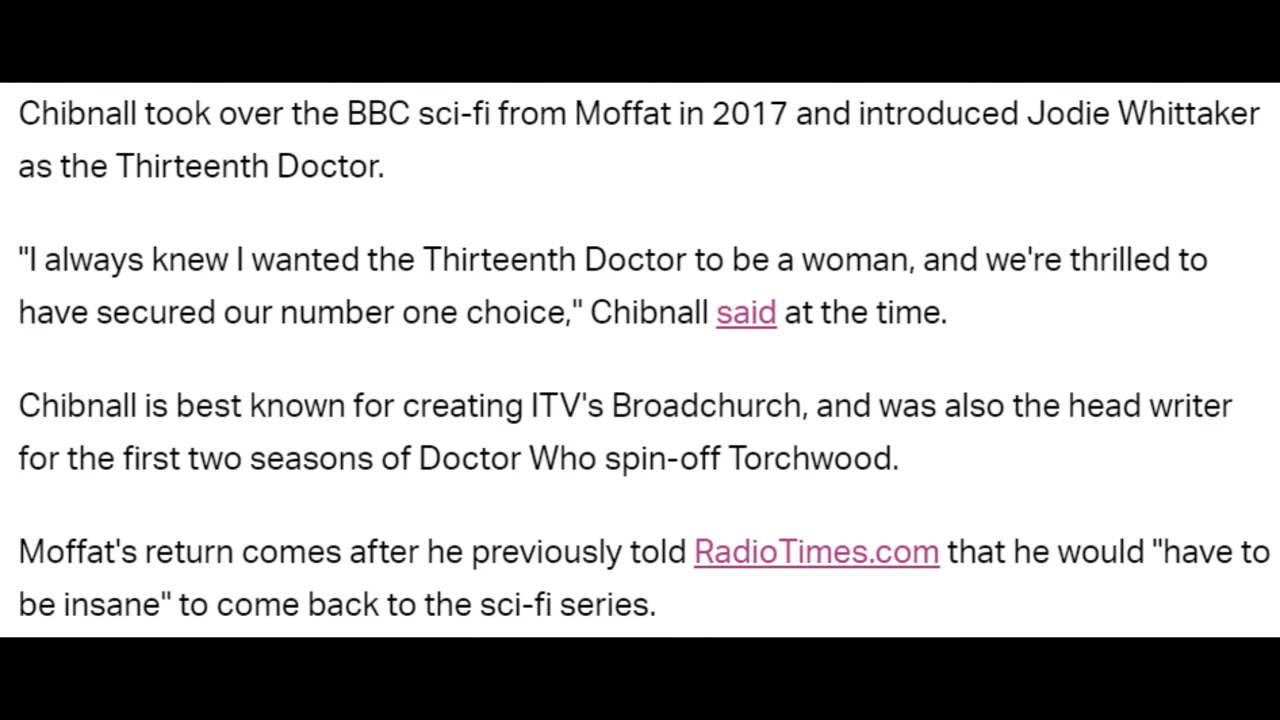 Chibnall took over the BBC sci-fi from Moffat in 2017 and introduced Jodie Whittaker
as the Thirteenth Doctor.
"I always knew I wanted the Thirteenth Doctor to be a woman, and we're thrilled to
have secured our number one choice," Chibnall said at the time.
Chibnall is best known for creating ITV's Broadchurch, and was also the head writer
for the first two seasons of Doctor Who spin-off Torchwood.
Moffat's return comes after he previously told RadioTimes.com that he would "have to
be insane" to come back to the sci-fi series.